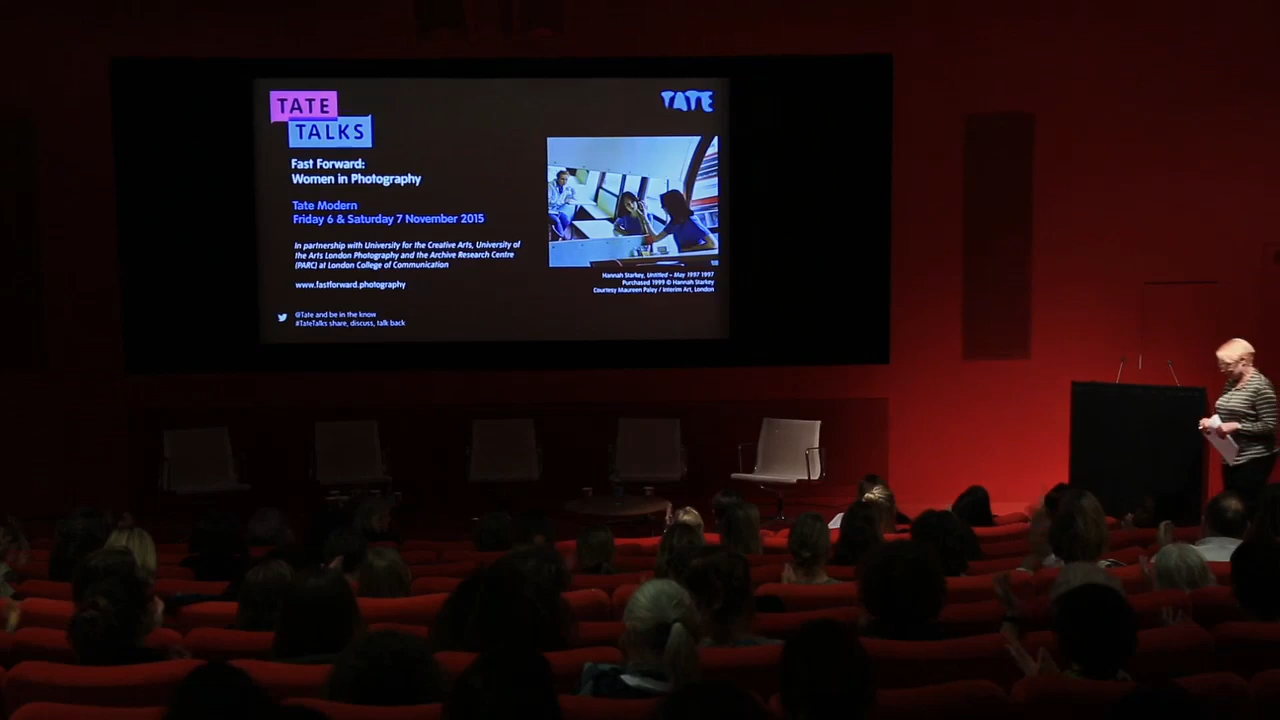 TATE
TALKS
TATE
Fast Forward:
Women in Photography
Tate Modern
Friday 6 & Saturday 7 November 2015
In partnership with University for the Creative Arts, University of
the Arts London Photography and the Archive Research Centre
(PARC) at London College of Communication
www.fastforward.photography
Hannah Starkey, Untitled – May 1997 1997
Purchased 1999 © Hannah Starkey
Courtesy Maureen Paley / Interim Art, London
@Tate and be in the know
#TateTalks share, discuss, talk back